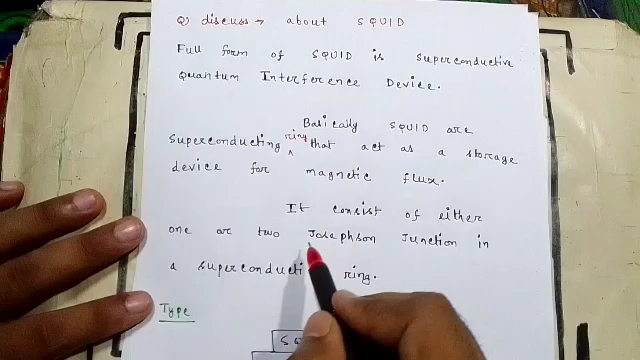 Q) discuss → about SQUID
Full form of SQUID is superconductive
Quantum Interference Device.
Basically SQUID are
superconducting ring that act as a storage
device for magnetic flux.
It consist of either
one or two Josephson Junction in
a superconducti ring.
Type